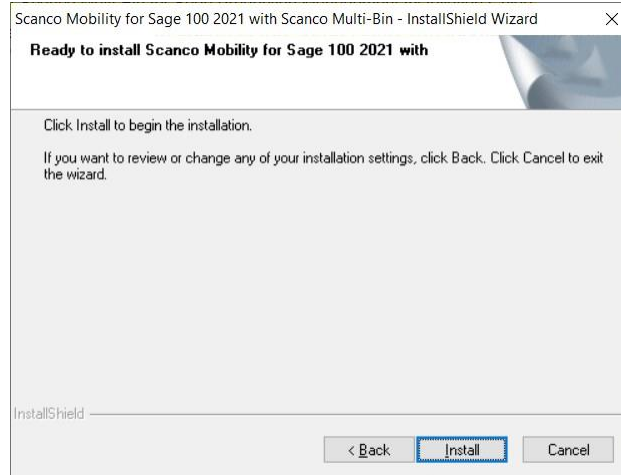 Scanco Mobility for Sage 100 2021 with Scanco Multi-Bin - InstallShield Wizard
Ready to install Scanco Mobility for Sage 100 2021 with
Click Install to begin the installation.
If you want to review or change any of your installation settings, click Back. Click Cancel to exit
the wizard.
InstallShield
< Back Install Cancel